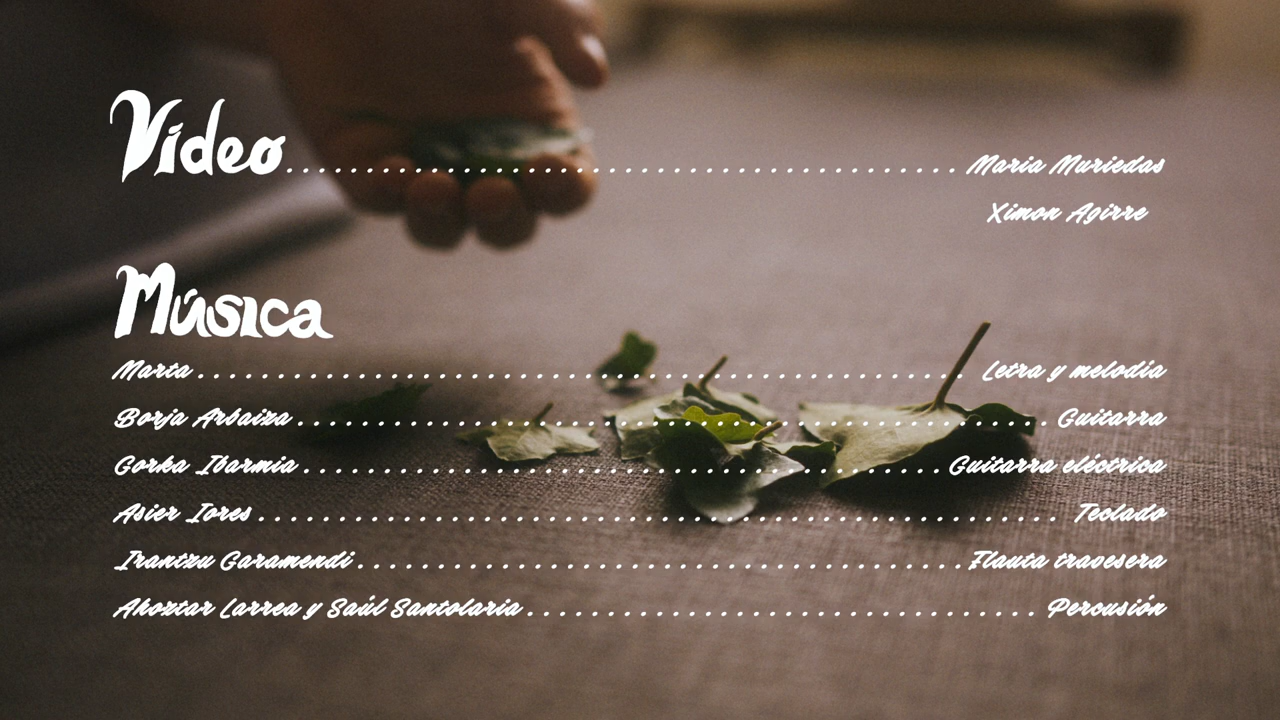 Vídeo........................................ Maria Muriedas
Ximon Agirre
Música
Marta........................................ Letra y melodía
Borja Arbaiza........................................ Guitarra
Gorka Ibarmia........................................ Guitarra eléctrica
Asier Iores........................................ Teclado
Irantzu Garamendi........................................ Flauta travesera
Ahoztar Larrea y Saúl Santolaria........................................ Percusión